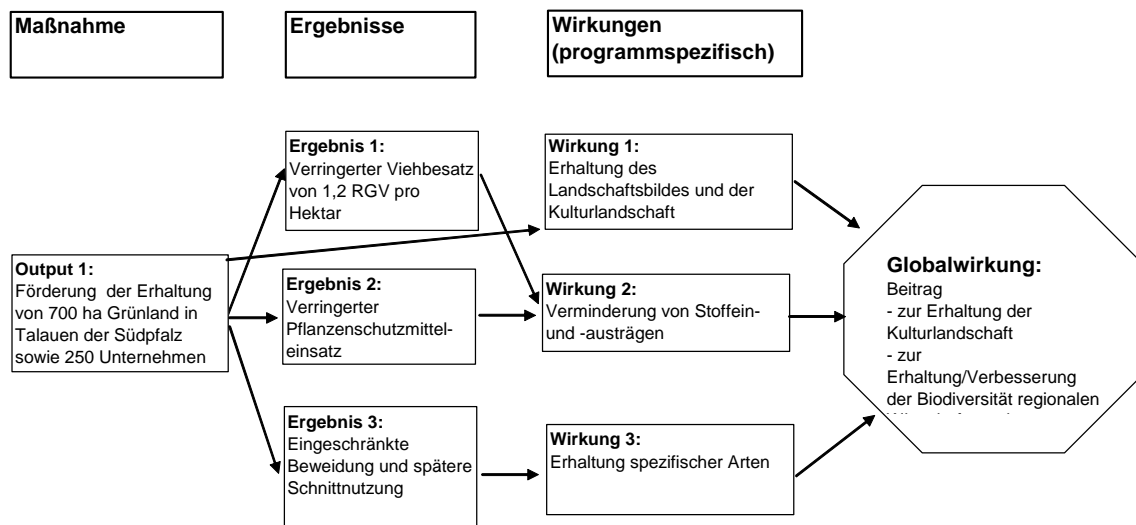 Maßnahme
Ergebnisse
Wirkungen
(programmspezifisch)
Ergebnis 1:
Verringerter Viehbesatz
von 1,2 RGV pro
Hektar
Wirkung 1:
Erhaltung des
Landschaftsbildes und der
Kulturlandschaft
Output 1:
Förderung der Erhaltung
von 700 ha Grünland in
Talauen der Südpfalz
sowie 250 Unternehmen
Ergebnis 2:
Verringerter
Pflanzenschutzmittel-
einsatz
Wirkung 2:
Verminderung von Stoffein-
und -austrägen
Globalwirkung:
Beitrag
- zur Erhaltung der
Kulturlandschaft
- zur
Erhaltung/Verbesserung
der Biodiversität regionalen
Ergebnis 3:
Eingeschränkte
Beweidung und spätere
Schnittnutzung
Wirkung 3:
Erhaltung spezifischer Arten